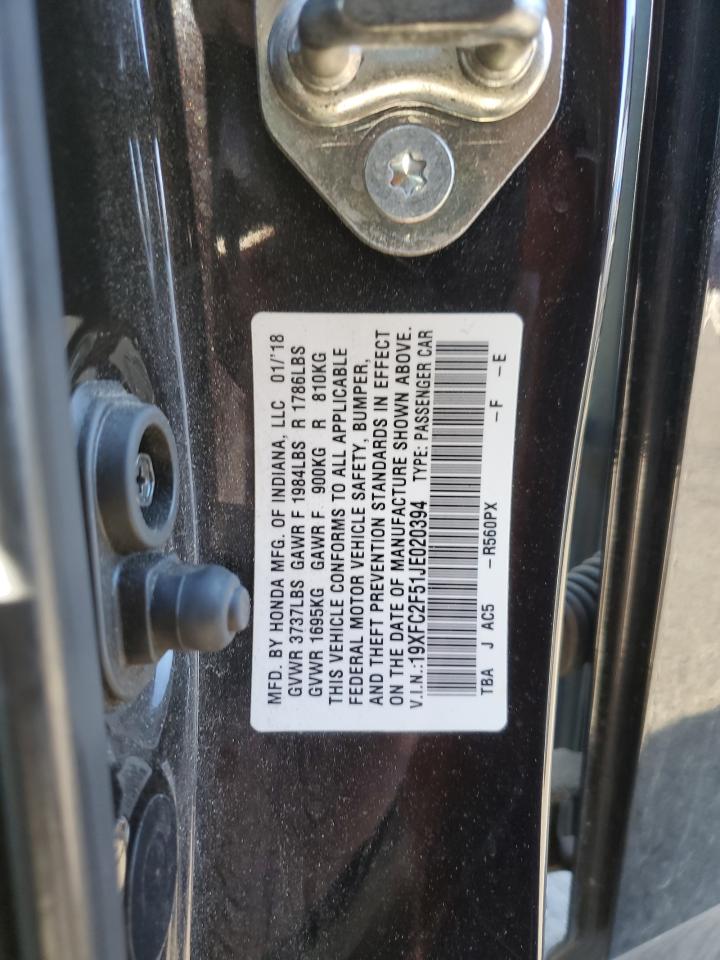 MFD. BY HONDA MFG. OF INDIANA, LLC 01/'18
GVWR 3737LBS GAWR F 1984LBS R 1786LBS
GVWR 1695KG GAWR F 900KG R 810KG
THIS VEHICLE CONFORMS TO ALL APPLICABLE
FEDERAL MOTOR VEHICLE SAFETY, BUMPER,
AND THEFT PREVENTION STANDARDS IN EFFECT
ON THE DATE OF MANUFACTURE SHOWN ABOVE.
V.I.N.:19XFC2F51JE020394 TYPE: PASSENGER CAR
TBA J AC5 -R560PX -F -E